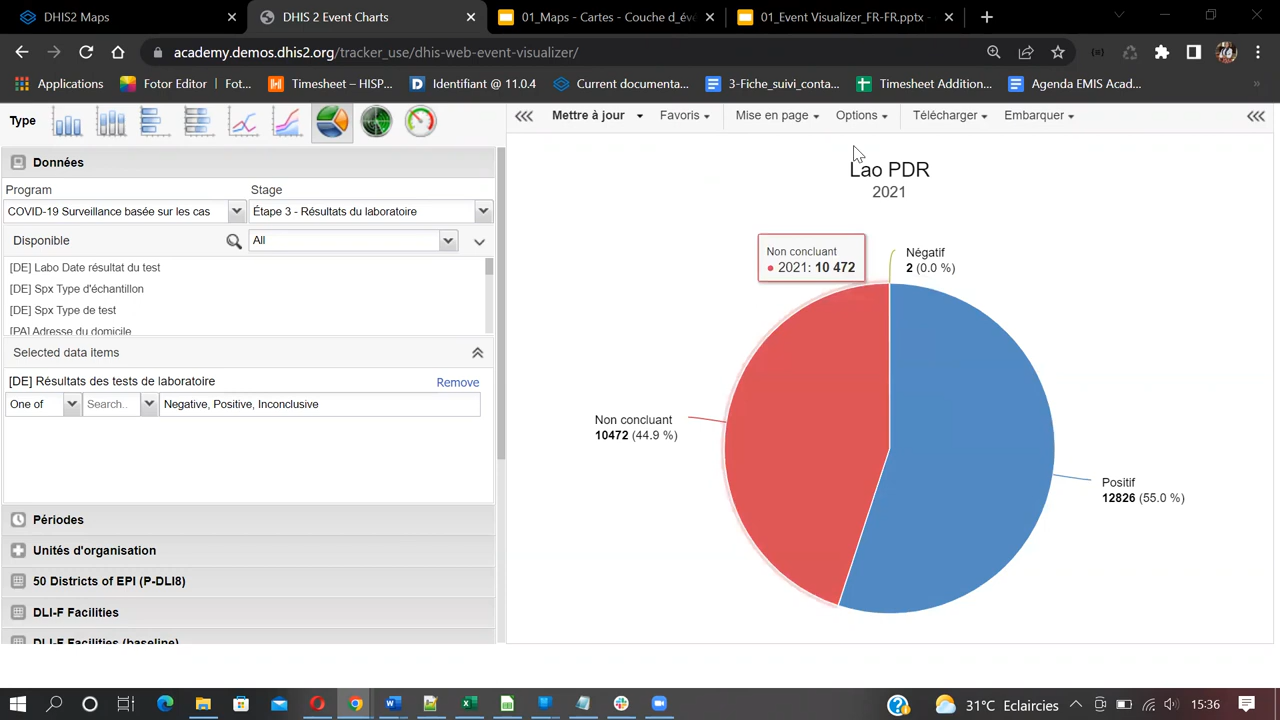 DHIS2 Maps
DHIS 2 Event Charts
01_Maps - Cartes - Couche d_év
01_Event Visualizer_FR-FR.pptx -
academy.demos.dhis2.org/tracker_use/dhis-web-event-visualizer/
Applications
Fotor Editor | Fot...
Timesheet – HISP...
Identifiant @ 11.0.4
Current documenta...
3-Fiche_suivi_conta...
Timesheet Addition...
Agenda EMIS Acad...
Type
Mettre à jour
Favoris
Mise en page
Options
Télécharger
Embarquer
Données
Program
Stage
COVID-19 Surveillance basée sur les cas
Étape 3 - Résultats du laboratoire
Disponible
All
[DE] Labo Date résultat du test
[DE] Spx Type d'échantillon
[DE] Spx Type de test
[PA] Adresse du domicile
Selected data items
[DE] Résultats des tests de laboratoire
Remove
One of
Search..
Negative, Positive, Inconclusive
Périodes
Unités d'organisation
50 Districts of EPI (P-DLI8)
DLI-F Facilities
DLI-F Facilities (baseline)
Lao PDR
2021
Non concluant
2021: 10 472
Négatif
2 (0.0 %)
Non concluant
10472 (44.9 %)
Positif
12826 (55.0 %)
31°C Eclaircies
15:36